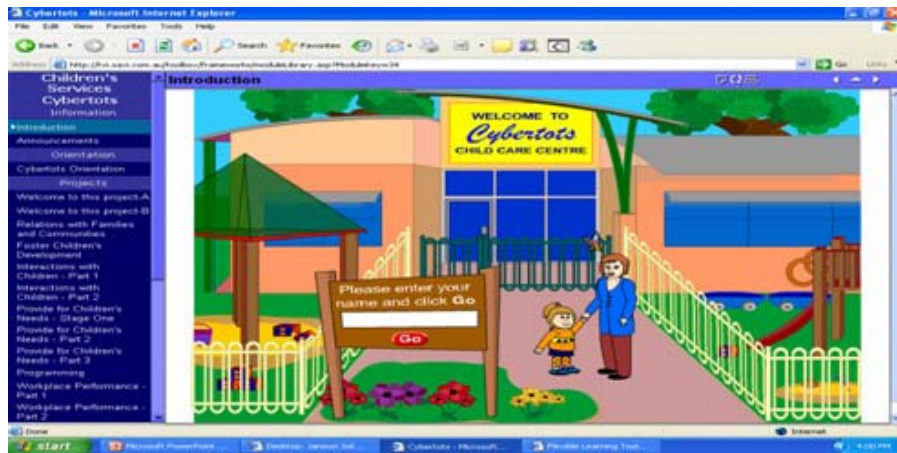 Cybertots - Microsoft Internet Explorer
File Edit View Favorites Tools Help
Back Search Favorites
Address Go Links
Children's
Services
Cybertots
Information
Introduction
Announcements
Orientation
Cybertots Orientation
Projects
Welcome to this project-A
Welcome to this project-B
Relations with Families
and Communities
Foster Children's
Development
Interactions with
Children - Part 1
Interactions with
Children - Part 2
Provide for Children's
Needs - Stage One
Provide for Children's
Needs - Part 2
Provide for Children's
Needs - Part 3
Programming
Workplace Performance -
Part 1
Workplace Performance -
Part 2
Introduction
WELCOME TO
Cybertots
CHILD CARE CENTRE
Please enter your
name and click Go
Go
Done Internet
start Microsoft PowerPoint ... Cybertots - Microsoft... Flexible Learning Tool... 4:00 PM